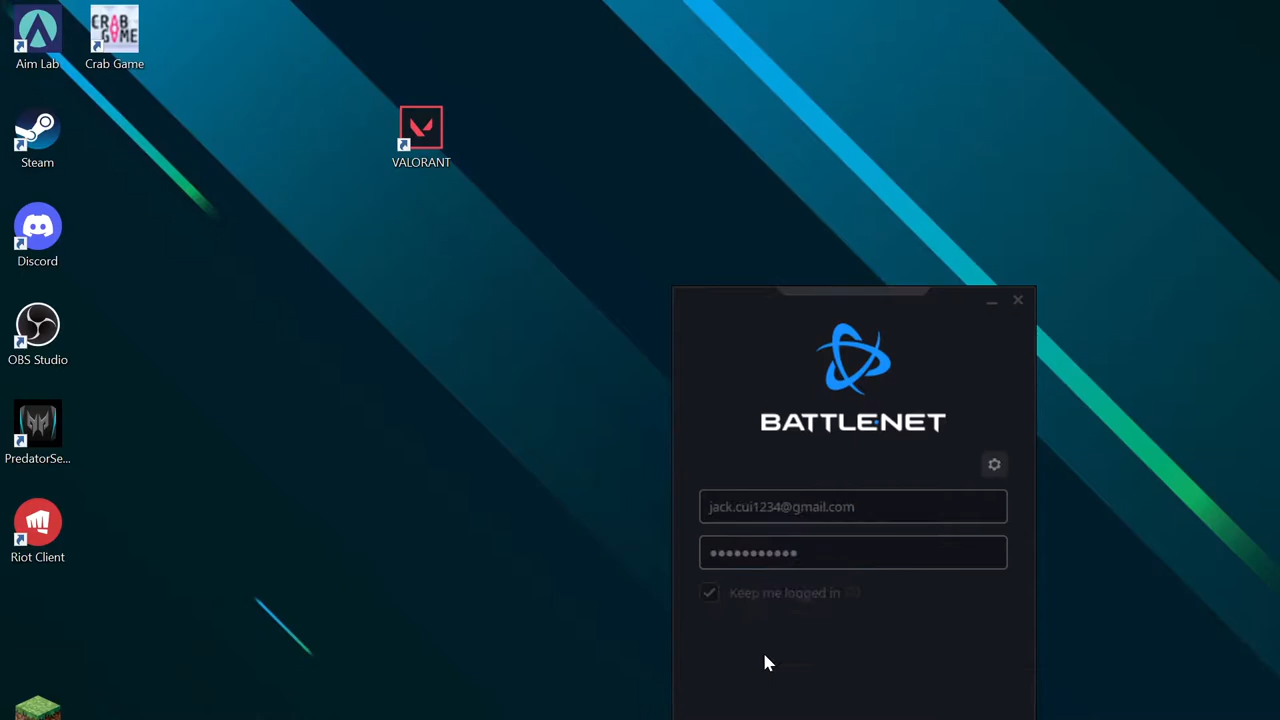 Aim Lab
CRAB GAME
Crab Game
Steam
VALORANT
Discord
OBS Studio
PredatorSe...
Riot Client
BATTLE.NET
jack.cui1234@gmail.com
•••••••••••
Keep me logged in